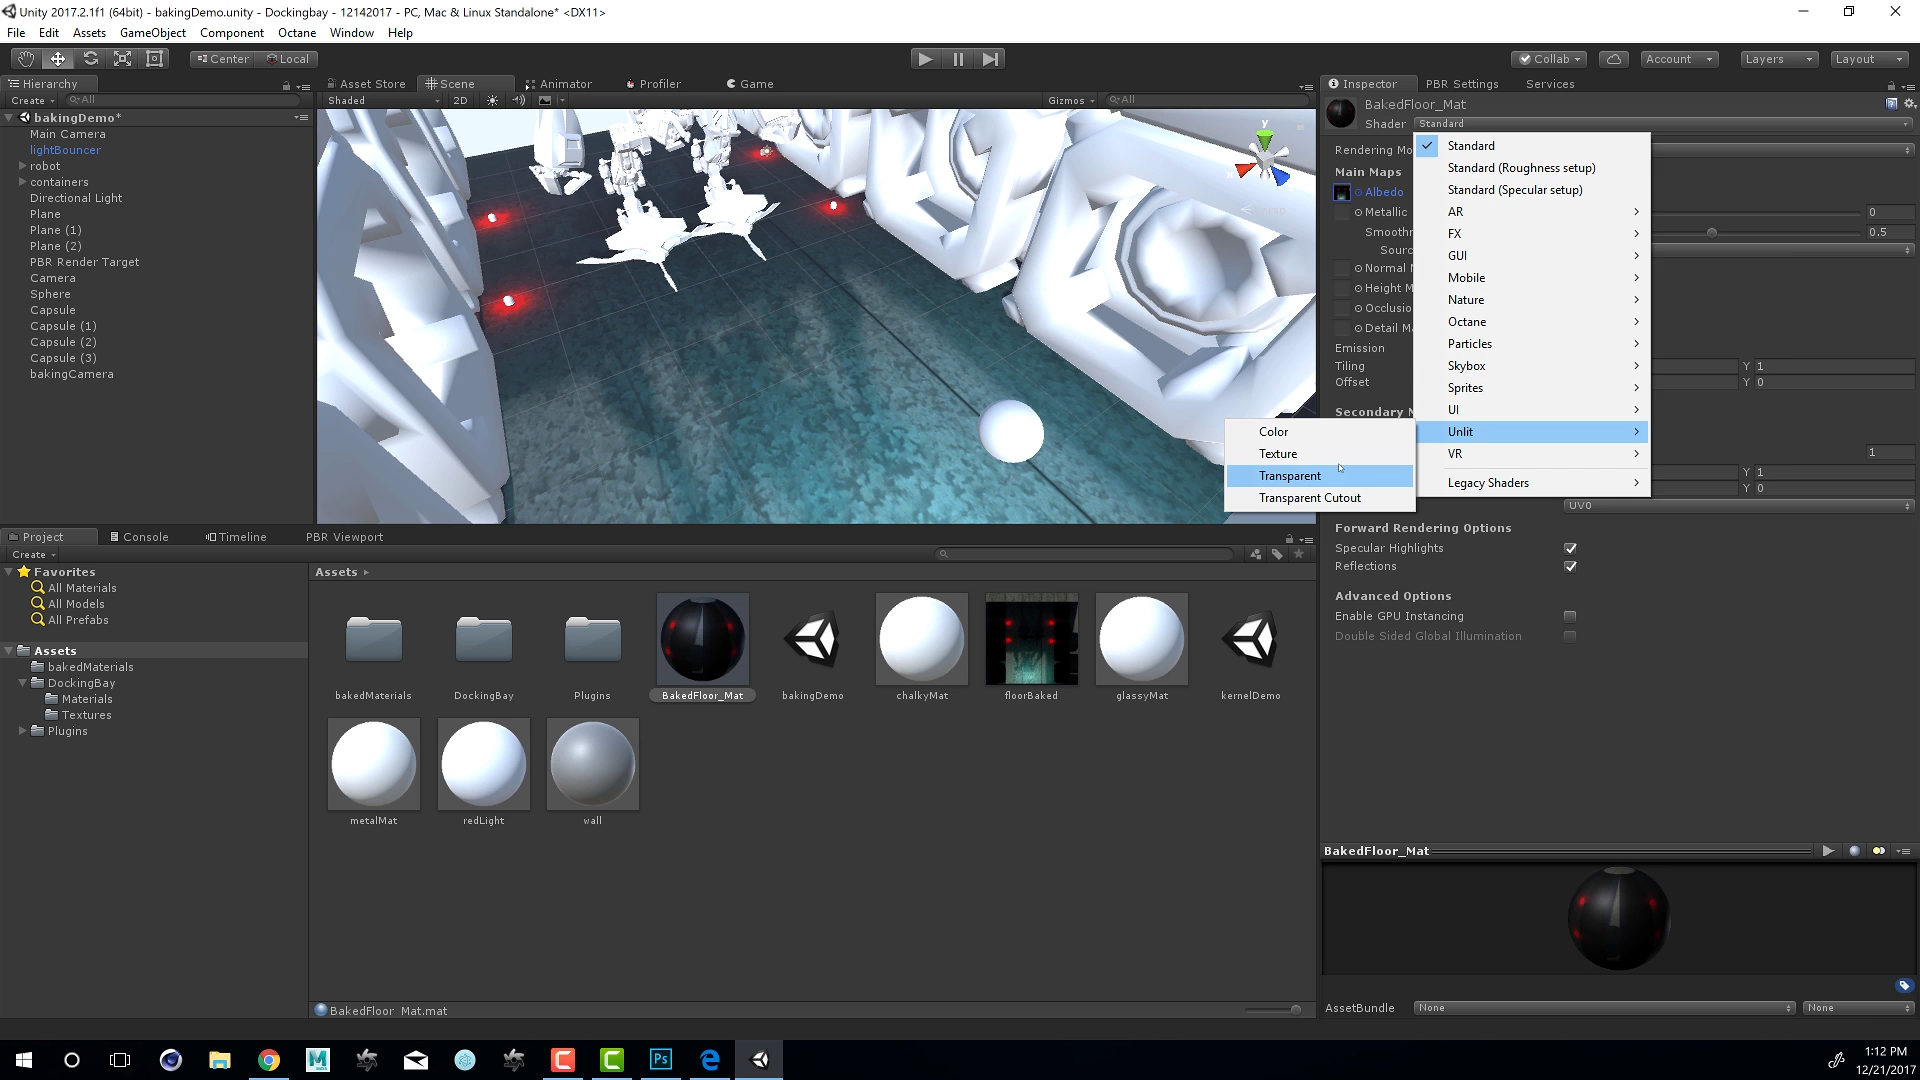 Unity 2017.2.1f1 (64bit) - bakingDemo.unity - Dockingbay - 12142017 - PC, Mac & Linux Standalone* <DX11>
File Edit Assets GameObject Component Octane Window Help
Center Local
Collab Account Layers Layout
Hierarchy
Create All
bakingDemo*
Main Camera
lightBouncer
robot
containers
Directional Light
Plane
Plane (1)
Plane (2)
PBR Render Target
Camera
Sphere
Capsule
Capsule (1)
Capsule (2)
Capsule (3)
bakingCamera
Asset Store Scene Animator Profiler Game
Shaded 2D Gizmos All
y
Inspector PBR Settings Services
BakedFloor_Mat
Shader Standard
Rendering Mo
Main Maps
Albedo
Metallic 0
Smoothn 0.5
Sourc
Normal M
Height M
Occlusio
Detail Ma
Emission
Tiling Y 1
Offset Y 0
Secondary M
1
Y 1
Y 0
UV0
Standard
Standard (Roughness setup)
Standard (Specular setup)
AR
FX
GUI
Mobile
Nature
Octane
Particles
Skybox
Sprites
UI
Unlit
VR
Legacy Shaders
Color
Texture
Transparent
Transparent Cutout
Forward Rendering Options
Specular Highlights
Reflections
Advanced Options
Enable GPU Instancing
Double Sided Global Illumination
Project Console Timeline PBR Viewport
Create
Favorites
All Materials
All Models
All Prefabs
Assets
bakedMaterials
DockingBay
Materials
Textures
Plugins
Assets
bakedMaterials DockingBay Plugins BakedFloor_Mat bakingDemo chalkyMat floorBaked glassyMat kernelDemo
metalMat redLight wall
BakedFloor_Mat.mat
BakedFloor_Mat
AssetBundle None None
M
C C Ps
1:12 PM
12/21/2017